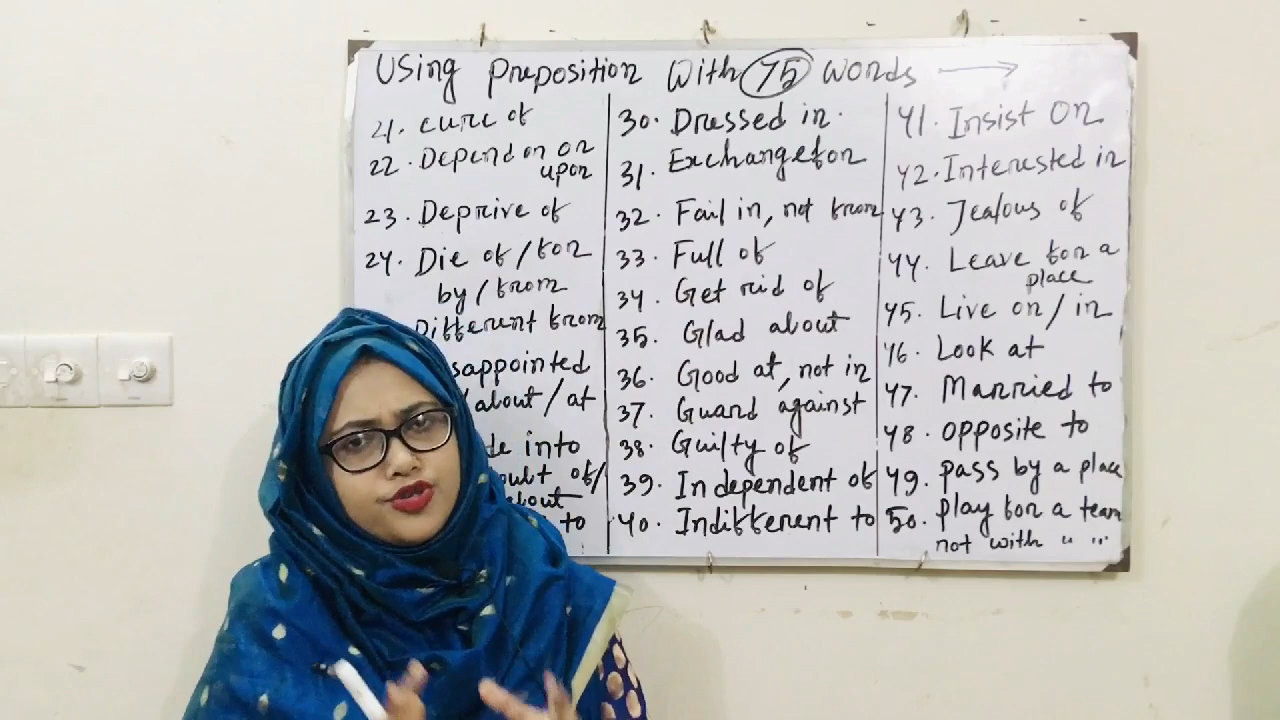 Using Preposition With 75 Words →
21. cure of
22. Depend on or
upon
23. Deprive of
24. Die of / for
by / from
Different from
sappointed
about / at
de into
oubt of/
about
to
30. Dressed in.
31. Exchange for
32. Fail in, not from
33. Full of
34. Get rid of
35. Glad about
36. Good at, not in
37. Guard against
38. Guilty of
39. Independent of
40. Indifferent to
41. Insist On
42. Interested in
43. Jealous of
44. Leave for a
place
45. Live on / in
46. Look at
47. Married to
48. opposite to
49. pass by a place
50. play for a team
not with " "